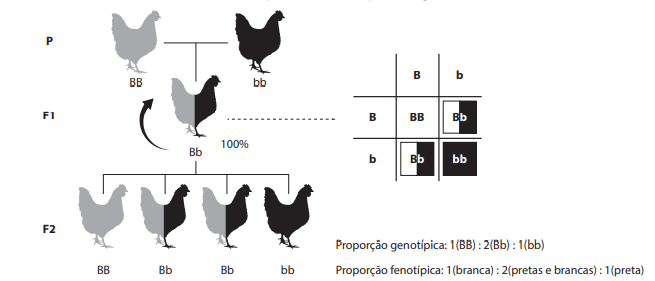 P
BB
bb
F1
Bb
100%
B
b
B
BB
Bb
b
Bb
bb
F2
BB
Bb
Bb
bb
Proporção genotípica: 1(BB) : 2(Bb) : 1(bb)
Proporção fenotípica: 1(branca) : 2(pretas e brancas) : 1(preta)